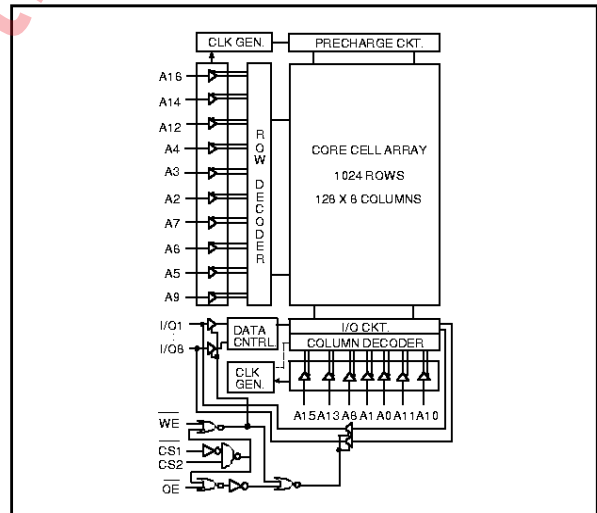 CLK GEN.
PRECHARGE CKT.
A16
A14
A12
A4
A3
A2
A7
A6
A5
A9
ROW DECODER
CORE CELL ARRAY
1024 ROWS
128 X 8 COLUMNS
I/O1
I/O8
DATA
CNTRL.
I/O CKT.
COLUMN DECODER
CLK
GEN.
A15 A13 A8 A1 A0 A11 A10
WE
CS1
CS2
OE